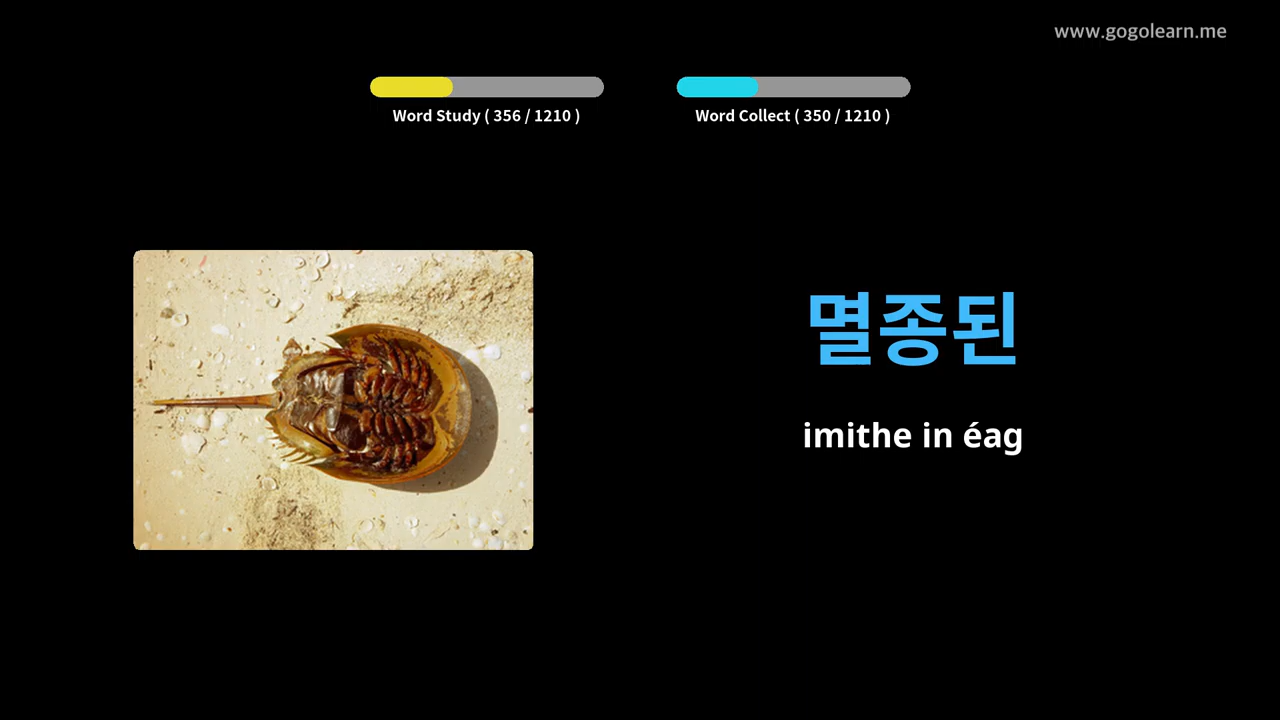 www.gogolearn.me
Word Study ( 356 / 1210 )
Word Collect ( 350 / 1210 )
멸종된
imithe in éag